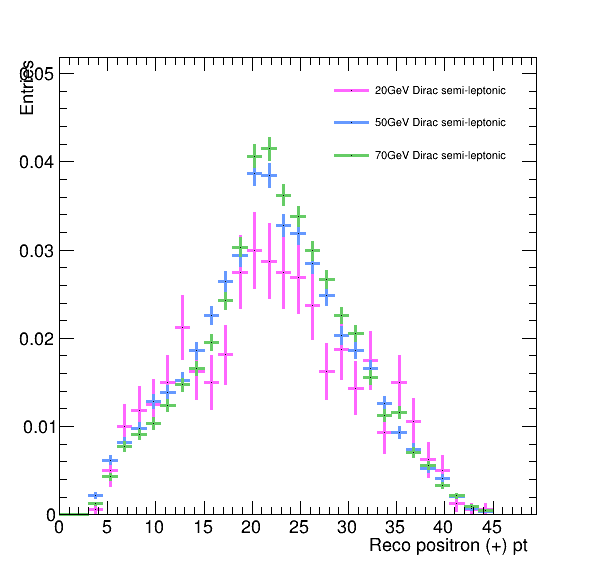 Entries
0.05
0.04
0.03
0.02
0.01
0
20GeV Dirac semi-leptonic
50GeV Dirac semi-leptonic
70GeV Dirac semi-leptonic
0 5 10 15 20 25 30 35 40 45
Reco positron (+) pt